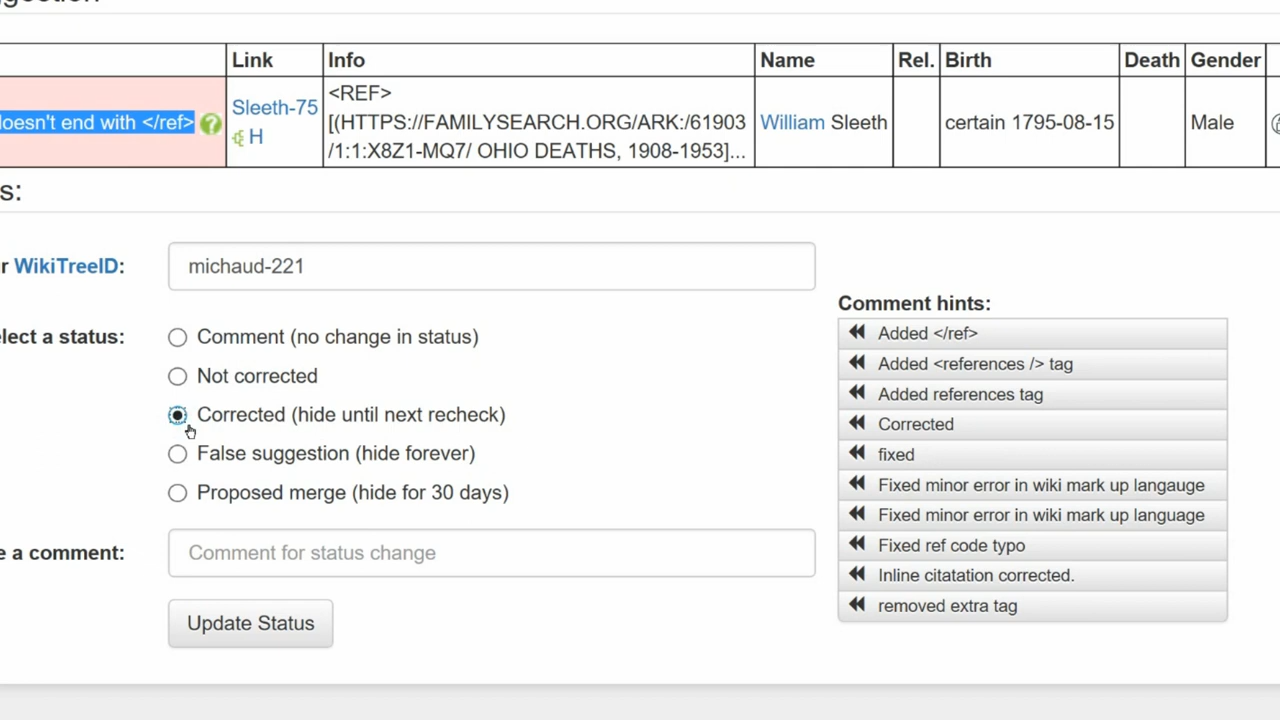 Link Info Name Rel. Birth Death Gender
doesn't end with </ref> Sleeth-75 H
<REF>
[(HTTPS://FAMILYSEARCH.ORG/ARK:/61903
/1:1:X8Z1-MQ7/ OHIO DEATHS, 1908-1953]...
William Sleeth certain 1795-08-15 Male
s:
r WikiTreeID: michaud-221
elect a status:
Comment (no change in status)
Not corrected
Corrected (hide until next recheck)
False suggestion (hide forever)
Proposed merge (hide for 30 days)
e a comment: Comment for status change
Update Status
Comment hints:
Added </ref>
Added <references /> tag
Added references tag
Corrected
fixed
Fixed minor error in wiki mark up langauge
Fixed minor error in wiki mark up language
Fixed ref code typo
Inline citatation corrected.
removed extra tag